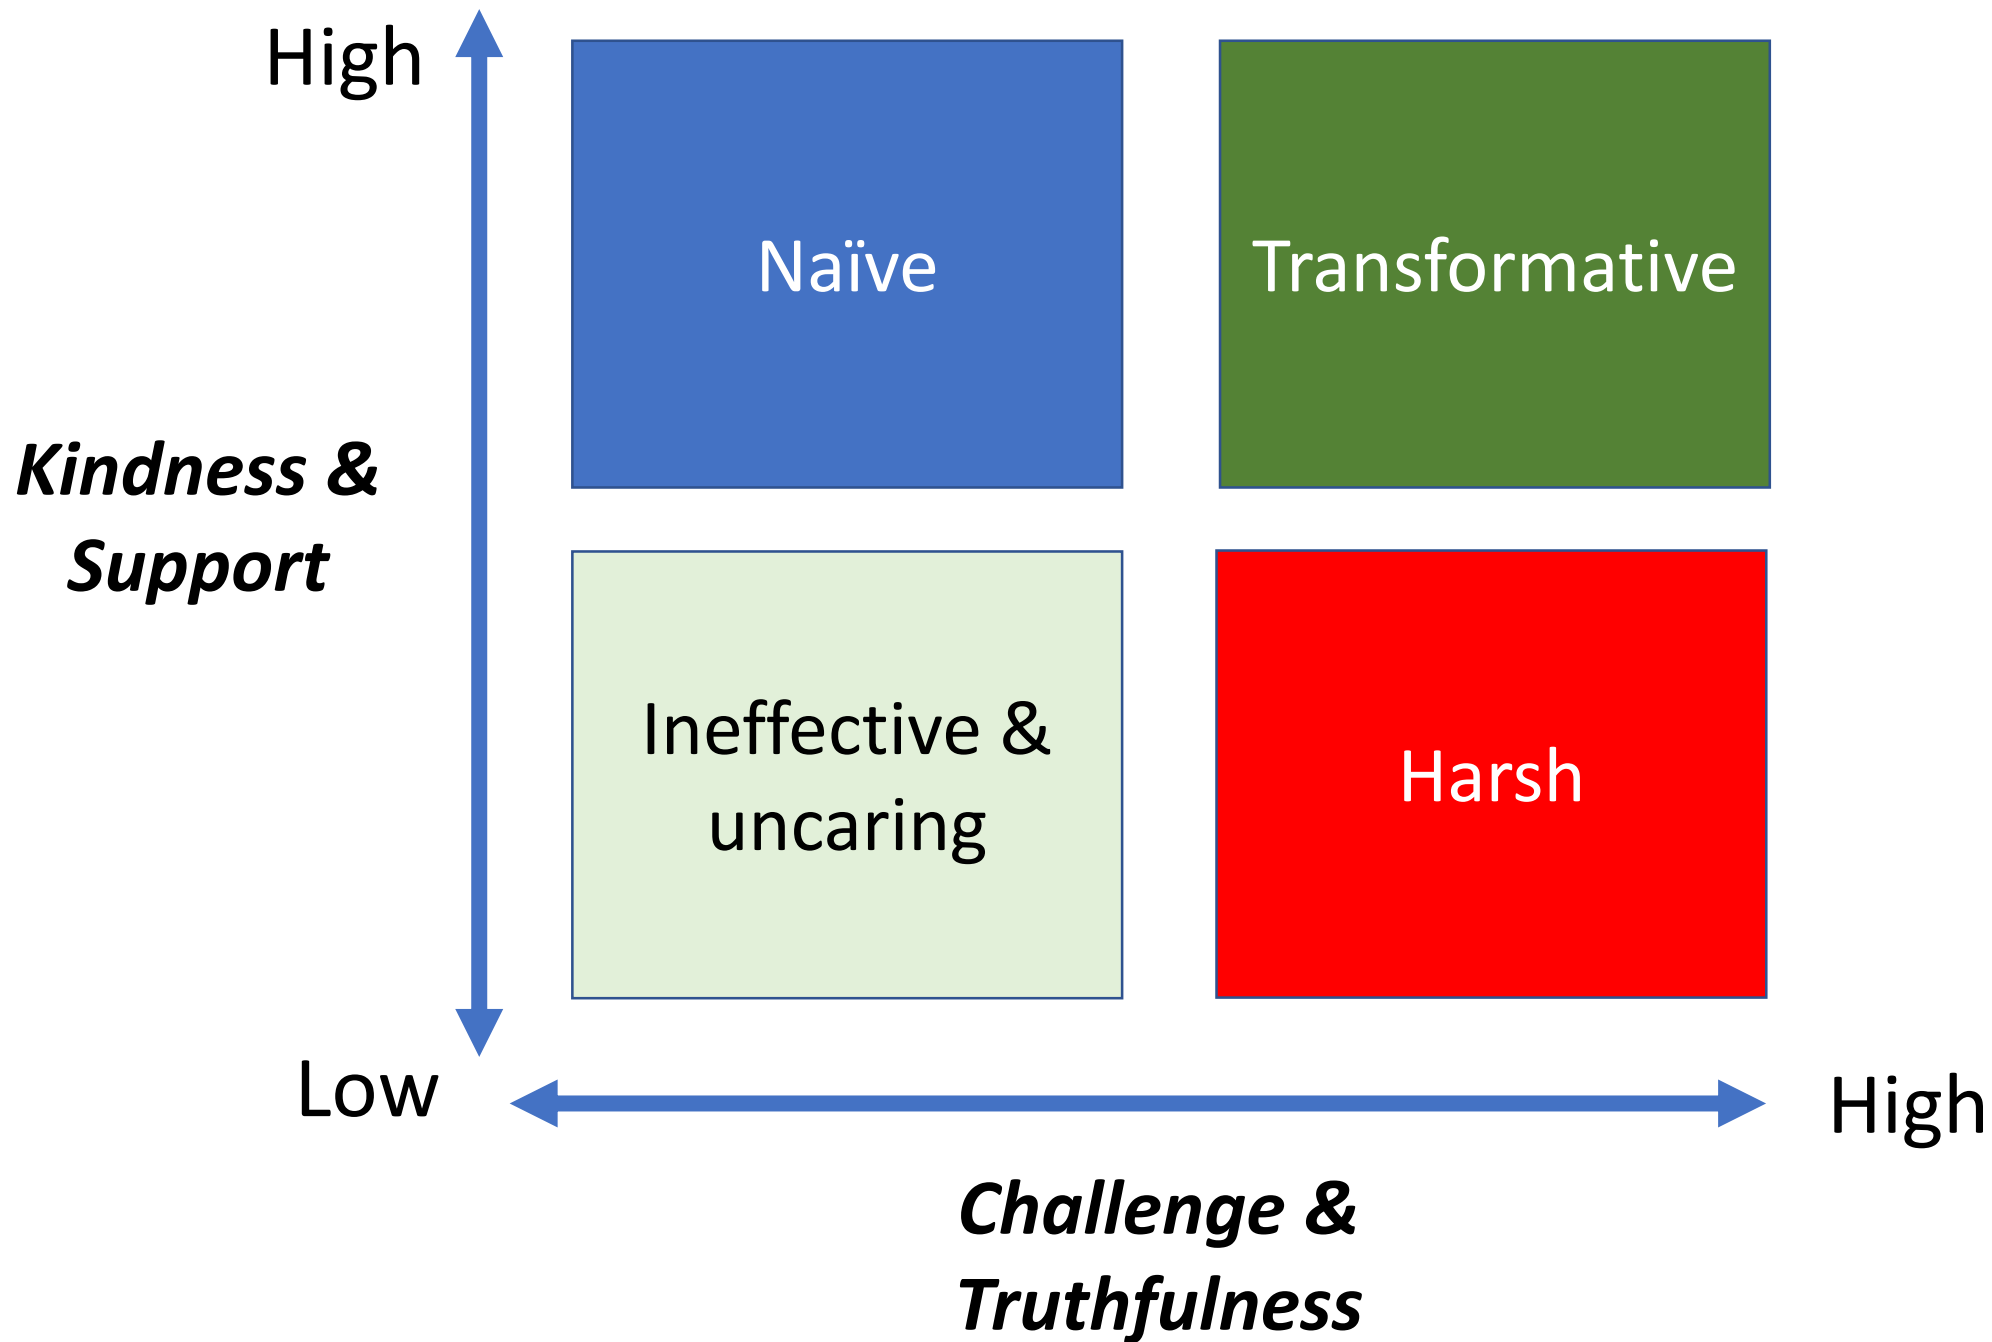 High
Naïve
Transformative
Kindness &
Support
Ineffective &
uncaring
Harsh
Low
High
Challenge &
Truthfulness